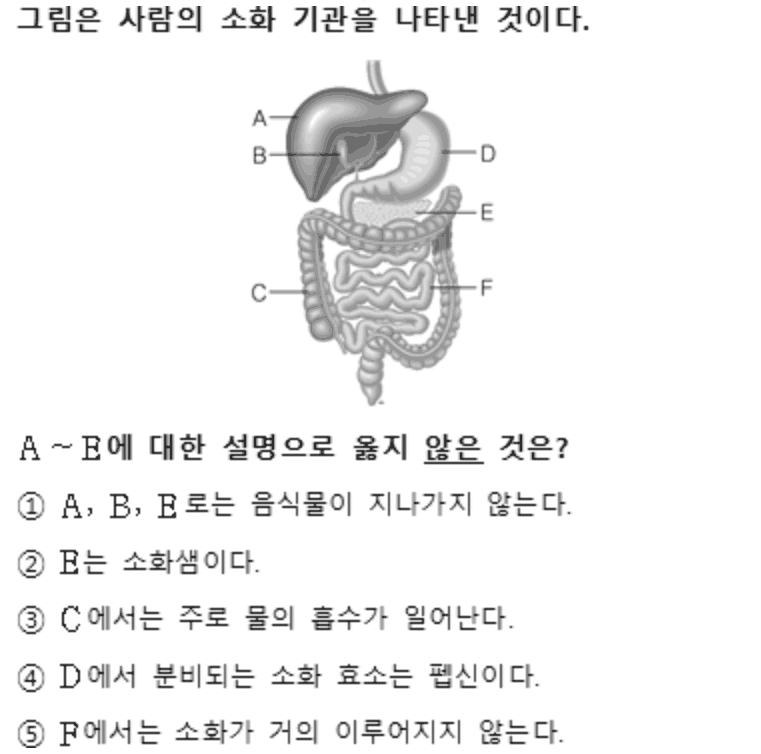 그림은 사람의 소화 기관을 나타낸 것이다.
A
B
D
E
C
F
A ~ E에 대한 설명으로 옳지 않은 것은?
① A, B, E로는 음식물이 지나가지 않는다.
② E는 소화샘이다.
③ C에서는 주로 물의 흡수가 일어난다.
④ D에서 분비되는 소화 효소는 펩신이다.
⑤ F에서는 소화가 거의 이루어지지 않는다.